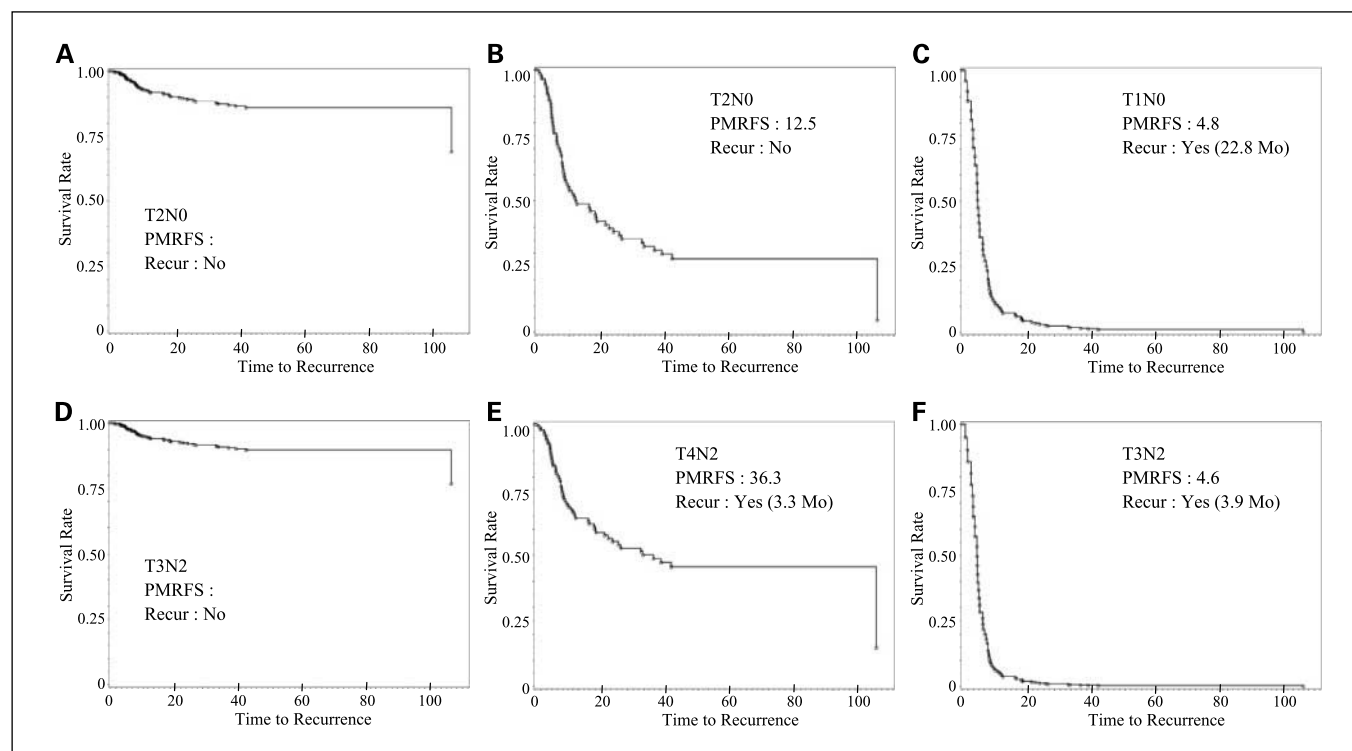 A
1.00
0.75
0.50
0.25
0
Survival Rate
T2N0
PMRFS :
Recur : No
0 20 40 60 80 100
Time to Recurrence
B
1.00
0.75
0.50
0.25
0
Survival Rate
T2N0
PMRFS : 12.5
Recur : No
0 20 40 60 80 100
Time to Recurrence
C
1.00
0.75
0.50
0.25
0
Survival Rate
T1N0
PMRFS : 4.8
Recur : Yes (22.8 Mo)
0 20 40 60 80 100
Time to Recurrence
D
1.00
0.75
0.50
0.25
0
Survival Rate
T3N2
PMRFS :
Recur : No
0 20 40 60 80 100
Time to Recurrence
E
1.00
0.75
0.50
0.25
0
Survival Rate
T4N2
PMRFS : 36.3
Recur : Yes (3.3 Mo)
0 20 40 60 80 100
Time to Recurrence
F
1.00
0.75
0.50
0.25
0
Survival Rate
T3N2
PMRFS : 4.6
Recur : Yes (3.9 Mo)
0 20 40 60 80 100
Time to Recurrence